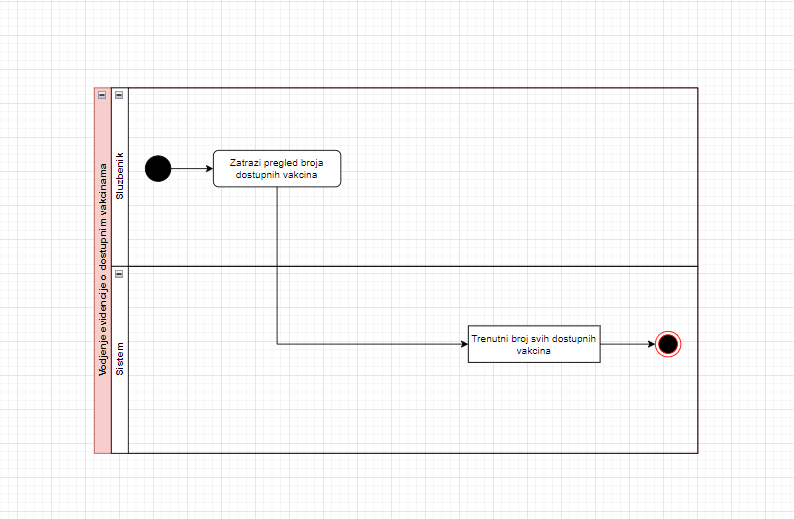 Vodjenje evidencije o dostupnim vakcinama
Sluzbenik
Zatrazi pregled broja
dostupnih vakcina
Sistem
Trenutni broj svih dostupnih
vakcina